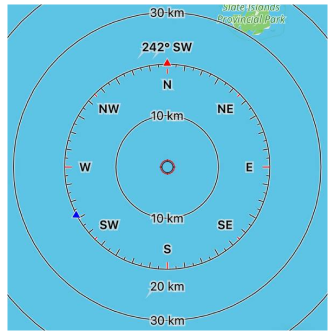 Slate Islands
Provincial Park
30 km
242° SW
N
NW
NE
10 km
W
E
10 km
SW
SE
S
20 km
30 km